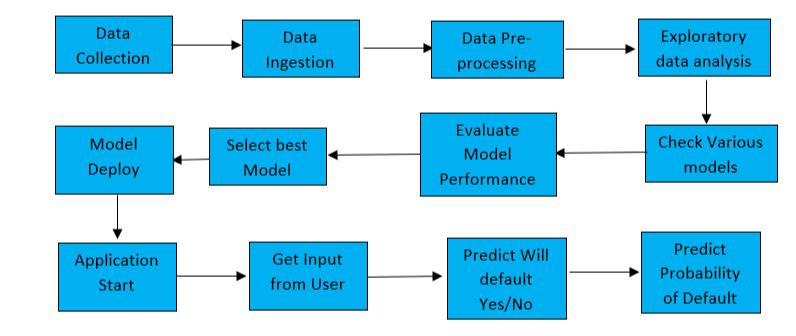 Data
Collection
Data
Ingestion
Data Pre-
processing
Exploratory
data analysis
Check Various
models
Evaluate
Model
Performance
Select best
Model
Model
Deploy
Application
Start
Get Input
from User
Predict Will
default
Yes/No
Predict
Probability
of Default